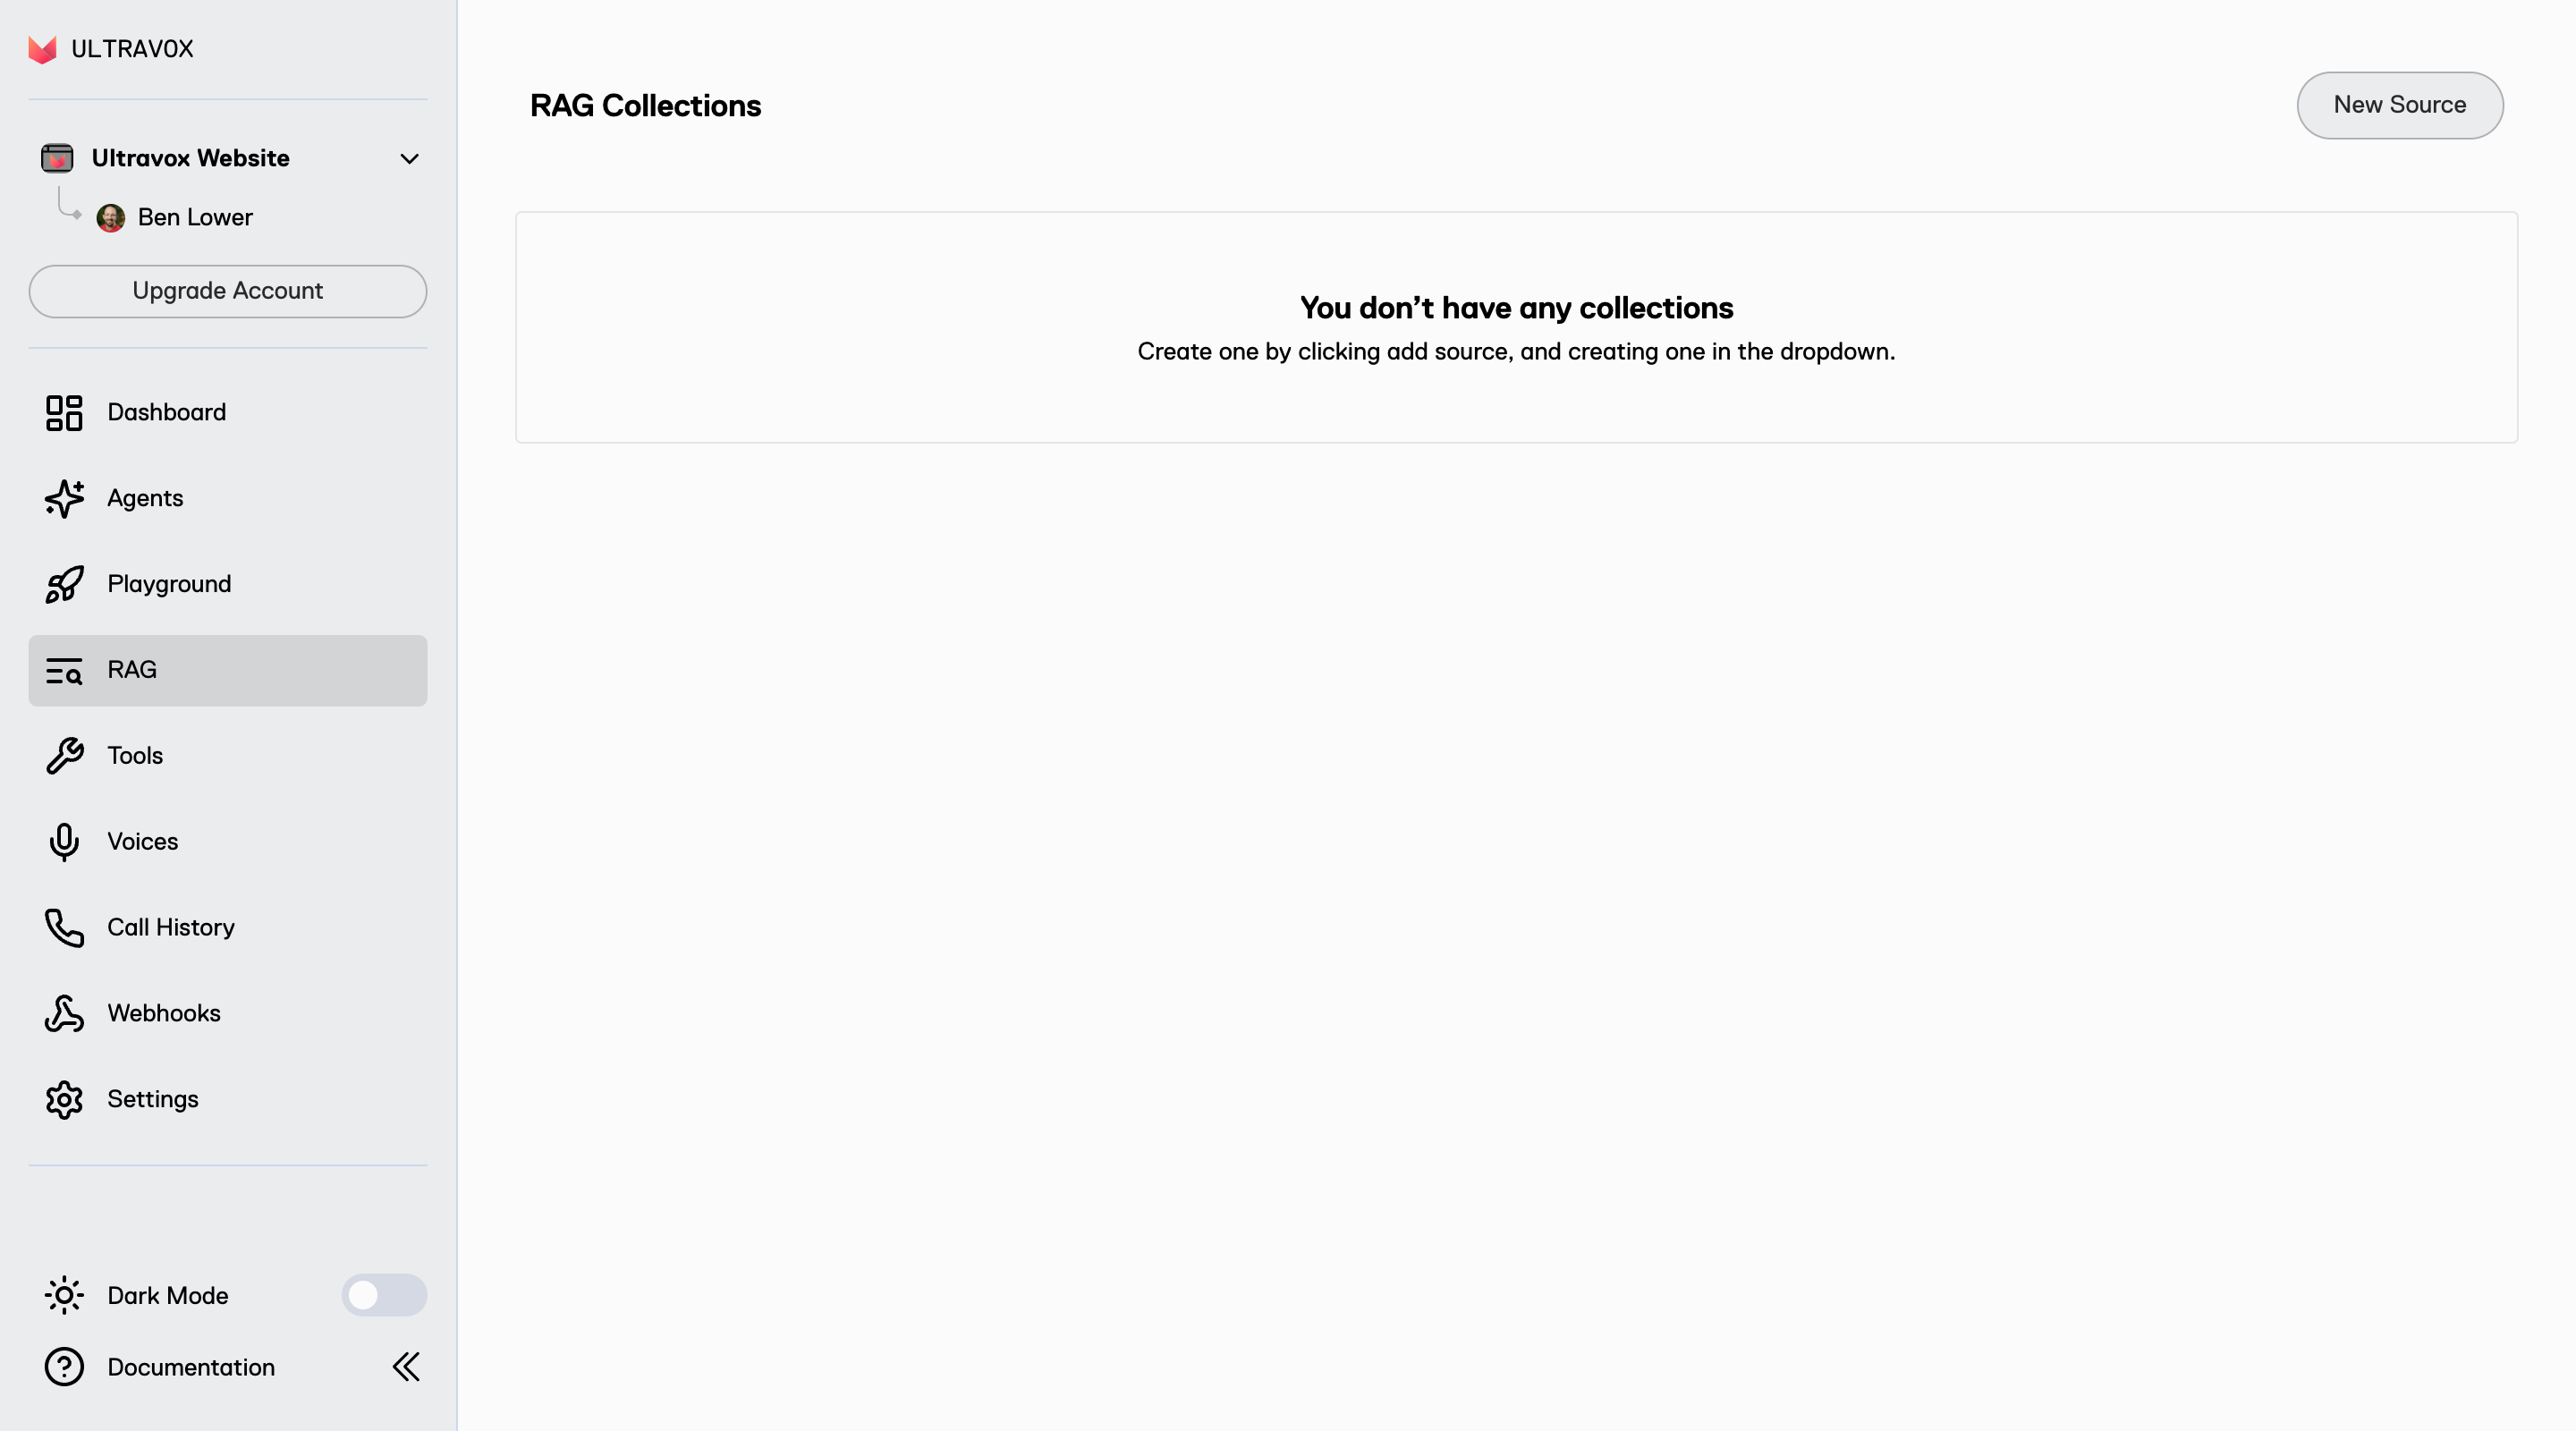 ULTRAVOX
Ultravox Website
Ben Lower
Upgrade Account
Dashboard
Agents
Playground
RAG
Tools
Voices
Call History
Webhooks
Settings
Dark Mode
Documentation
RAG Collections
New Source
You don’t have any collections
Create one by clicking add source, and creating one in the dropdown.